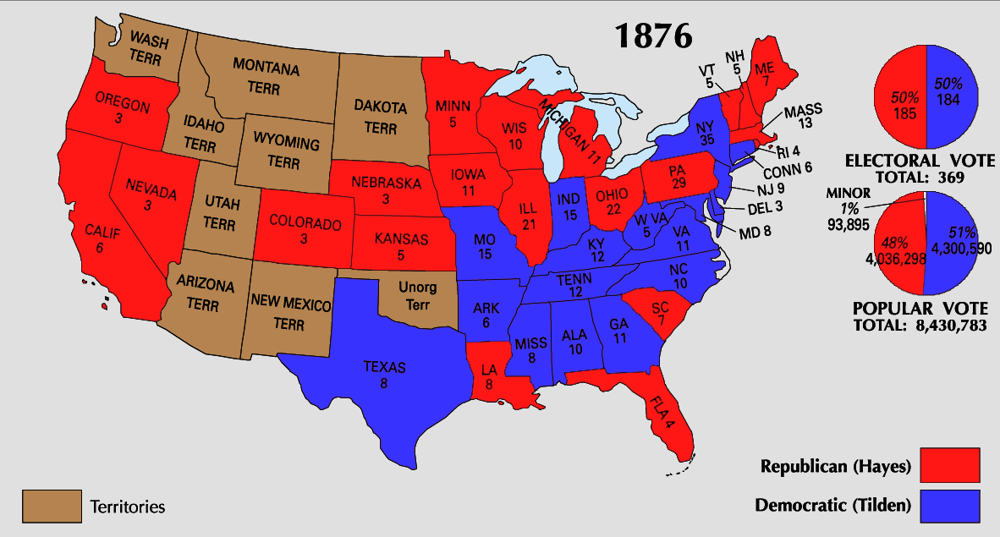 1876
WASH
TERR
MONTANA
TERR
OREGON
3
IDAHO
TERR
WYOMING
TERR
DAKOTA
TERR
MINN
5
WIS
10
MICHIGAN 11
VT
5
NH
5
ME
7
MASS
13
NY
35
RI 4
CONN 6
NJ 9
DEL 3
MD 8
PA
29
OHIO
22
IND
15
ILL
21
IOWA
11
NEBRASKA
3
NEVADA
3
UTAH
TERR
COLORADO
3
KANSAS
5
MO
15
CALIF
6
W VA
5
VA
11
KY
12
NC
10
TENN
12
ARIZONA
TERR
NEW MEXICO
TERR
Unorg
Terr
ARK
6
SC
7
GA
11
ALA
10
MISS
8
LA
8
TEXAS
8
FLA 4
50%
185
50%
184
ELECTORAL VOTE
TOTAL: 369
MINOR
1%
93,895
48%
4,036,298
51%
4,300,590
POPULAR VOTE
TOTAL: 8,430,783
Republican (Hayes)
Democratic (Tilden)
Territories